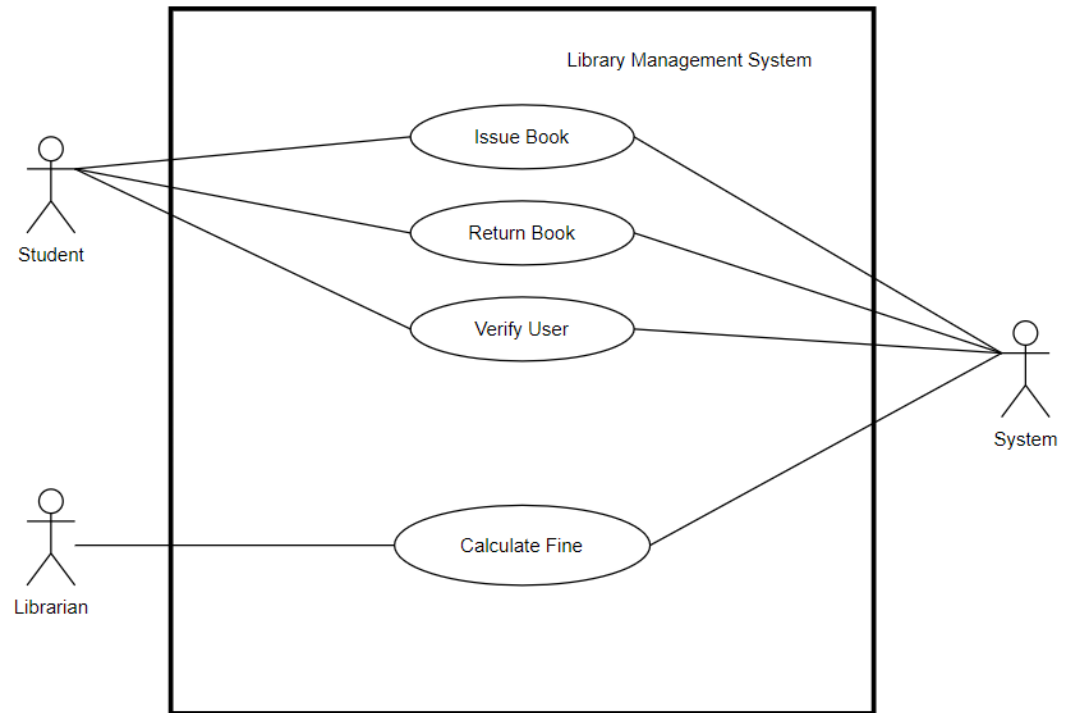 Library Management System
Issue Book
Return Book
Student
Verify User
System
Calculate Fine
Librarian